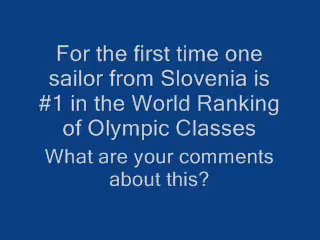 For the first time one
sailor from Slovenia is
#1 in the World Ranking
of Olympic Classes
What are your comments
about this?